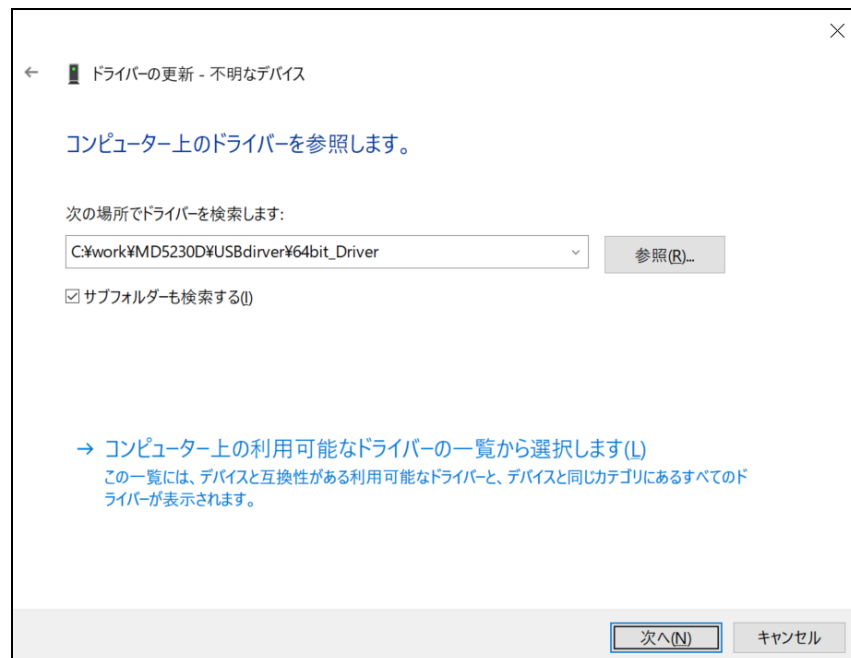 ドライバーの更新 - 不明なデバイス
コンピューター上のドライバーを参照します。
次の場所でドライバーを検索します:
C:¥work¥MD5230D¥USBdirver¥64bit_Driver
参照(R)...
サブフォルダーも検索する(I)
→ コンピューター上の利用可能なドライバーの一覧から選択します(L)
この一覧には、デバイスと互換性がある利用可能なドライバーと、デバイスと同じカテゴリにあるすべてのド
ライバーが表示されます。
次へ(N)
キャンセル